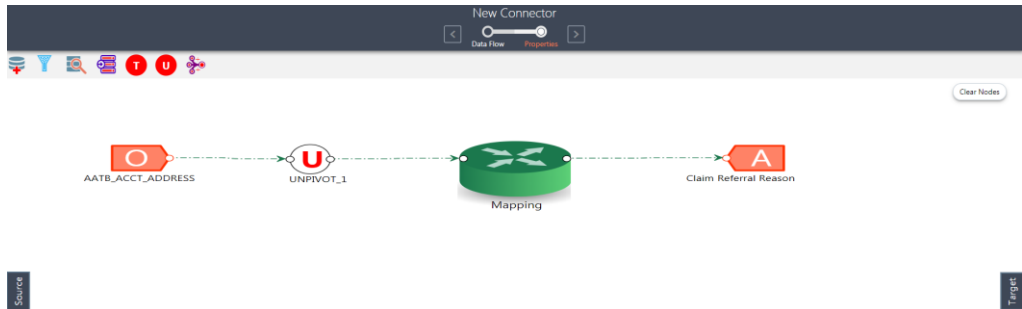 New Connector
<
>
Data Flow Properties
T
U
Clear Nodes
O
U
A
AATB_ACCT_ADDRESS
UNPIVOT_1
Claim Referral Reason
Mapping
Source
Target